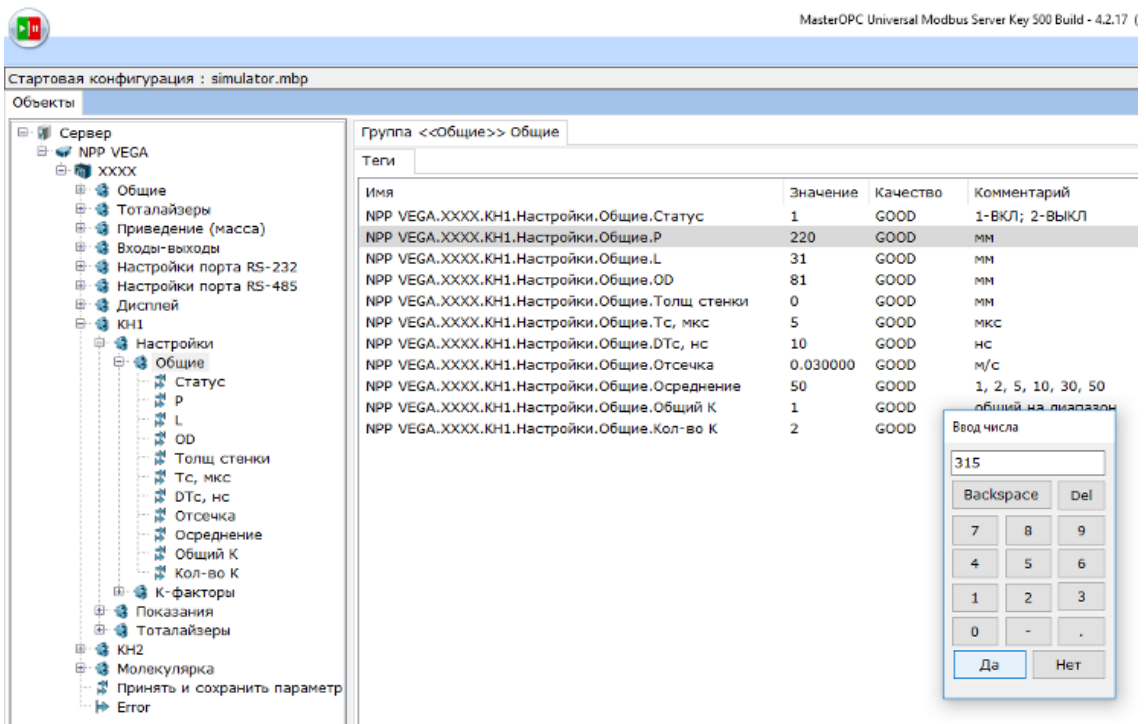 MasterOPC Universal Modbus Server Key 500 Build - 4.2.17 (
Стартовая конфигурация : simulator.mbp
Объекты
Сервер
NPP VEGA
XXXX
Общие
Тоталайзеры
Приведение (масса)
Входы-выходы
Настройки порта RS-232
Настройки порта RS-485
Дисплей
КН1
Настройки
Общие
Статус
P
L
OD
Толщ стенки
Тс, мкс
DTc, нс
Отсечка
Осреднение
Общий К
Кол-во К
К-факторы
Показания
Тоталайзеры
КН2
Молекулярка
Принять и сохранить параметр
Error
Группа <<Общие>> Общие
Теги
Имя Значение Качество Комментарий
NPP VEGA.XXXX.КН1.Настройки.Общие.Статус 1 GOOD 1-ВКЛ; 2-ВЫКЛ
NPP VEGA.XXXX.КН1.Настройки.Общие.P 220 GOOD мм
NPP VEGA.XXXX.КН1.Настройки.Общие.L 31 GOOD мм
NPP VEGA.XXXX.КН1.Настройки.Общие.OD 81 GOOD мм
NPP VEGA.XXXX.КН1.Настройки.Общие.Толщ стенки 0 GOOD мм
NPP VEGA.XXXX.КН1.Настройки.Общие.Тс, мкс 5 GOOD мкс
NPP VEGA.XXXX.КН1.Настройки.Общие.DTc, нс 10 GOOD нс
NPP VEGA.XXXX.КН1.Настройки.Общие.Отсечка 0.030000 GOOD м/с
NPP VEGA.XXXX.КН1.Настройки.Общие.Осреднение 50 GOOD 1, 2, 5, 10, 30, 50
NPP VEGA.XXXX.КН1.Настройки.Общие.Общий К 1 GOOD общий на диапазон
NPP VEGA.XXXX.КН1.Настройки.Общие.Кол-во К 2 GOOD
Ввод числа
315
Backspace Del
7 8 9
4 5 6
1 2 3
0 - .
Да Нет